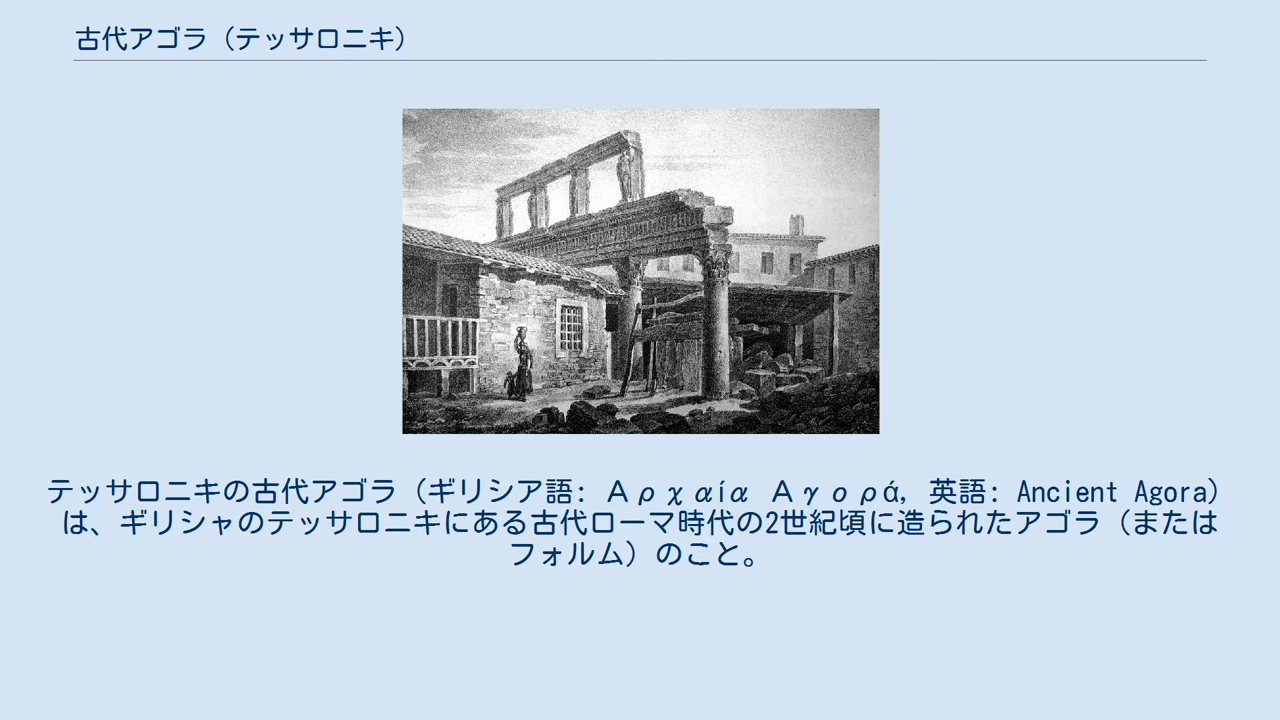 古代アゴラ（テッサロニキ）
テッサロニキの古代アゴラ（ギリシア語: Αρχαία Αγορά, 英語: Ancient Agora）
は、ギリシャのテッサロニキにある古代ローマ時代の2世紀頃に造られたアゴラ（または
フォルム）のこと。